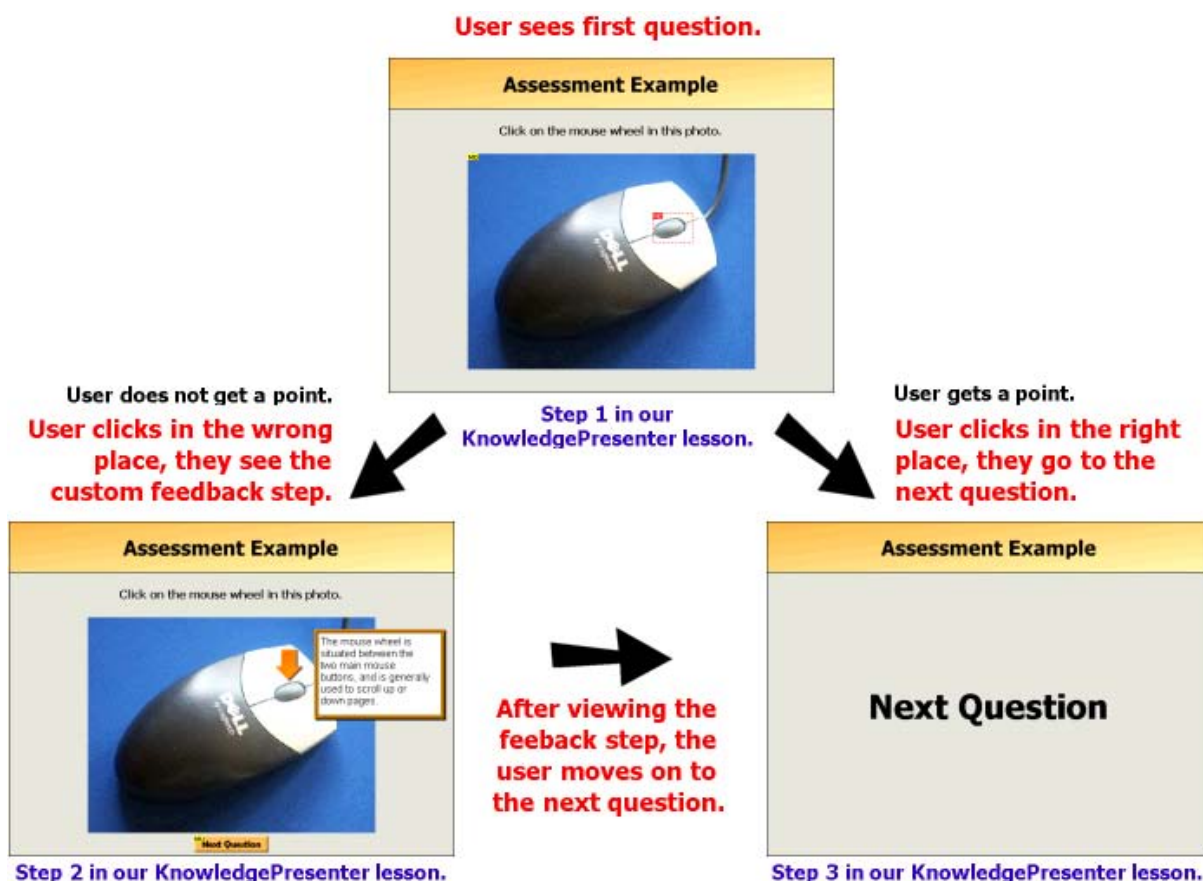 User sees first question.
Assessment Example
Click on the mouse wheel in this photo.
DELL
User does not get a point.
User clicks in the wrong
place, they see the
custom feedback step.
Step 1 in our
KnowledgePresenter lesson.
User gets a point.
User clicks in the right
place, they go to the
next question.
Assessment Example
Click on the mouse wheel in this photo.
The mouse wheel is
situated between the
two main mouse
buttons, and is generally
used to scroll up or
down pages.
DELL
Next Question
Step 2 in our KnowledgePresenter lesson.
After viewing the
feeback step, the
user moves on to
the next question.
Assessment Example
Next Question
Step 3 in our KnowledgePresenter lesson.